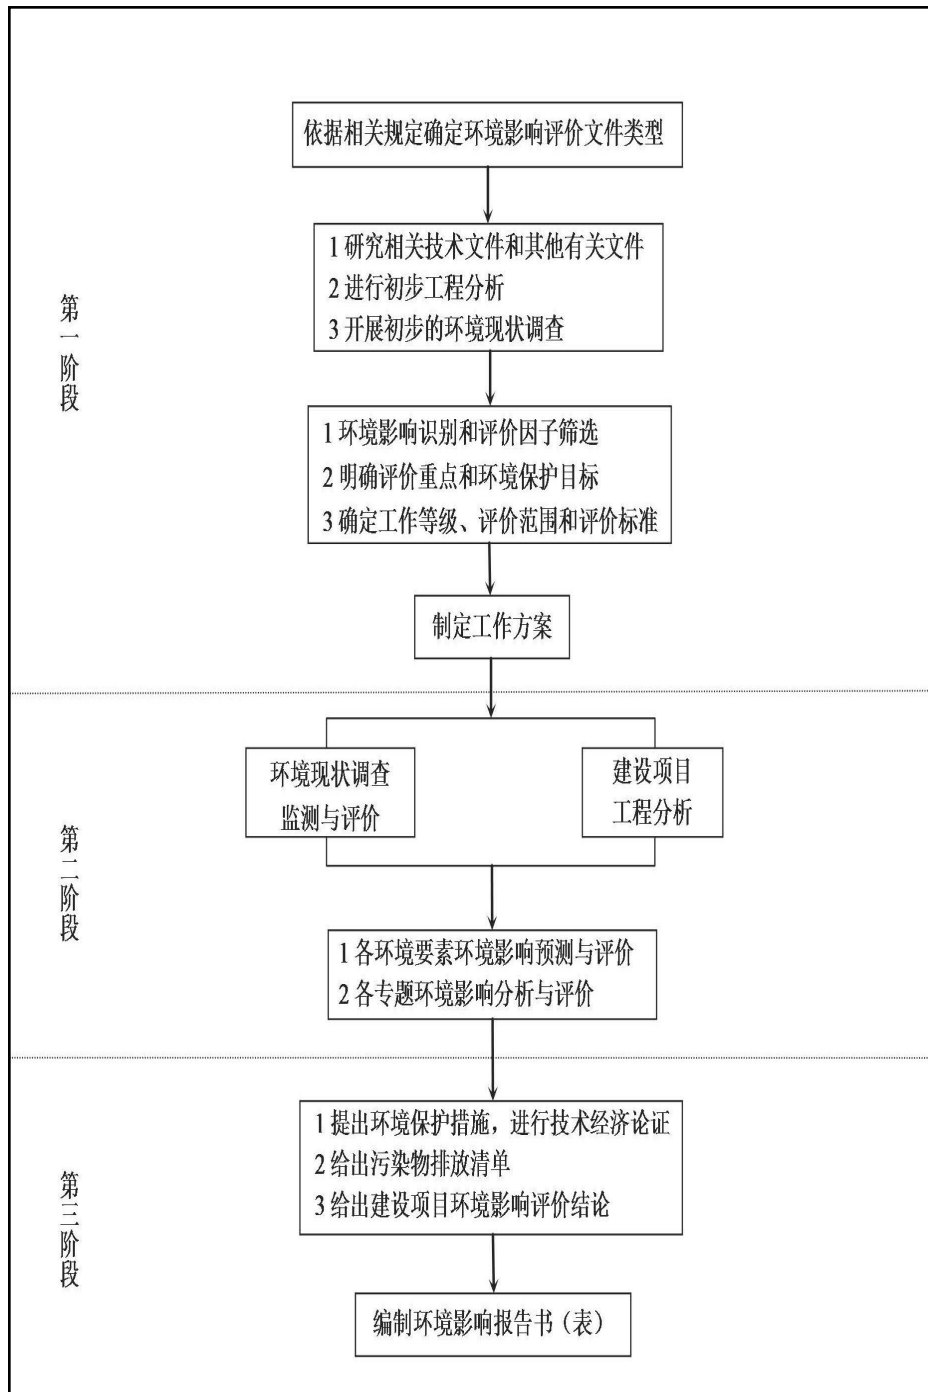 依据相关规定确定环境影响评价文件类型
1 研究相关技术文件和其他有关文件
2 进行初步工程分析
3 开展初步的环境现状调查
第一阶段
1 环境影响识别和评价因子筛选
2 明确评价重点和环境保护目标
3 确定工作等级、评价范围和评价标准
制定工作方案
环境现状调查
监测与评价
建设项目
工程分析
第二阶段
1 各环境要素环境影响预测与评价
2 各专题环境影响分析与评价
1 提出环境保护措施，进行技术经济论证
2 给出污染物排放清单
3 给出建设项目环境影响评价结论
第三阶段
编制环境影响报告书（表）